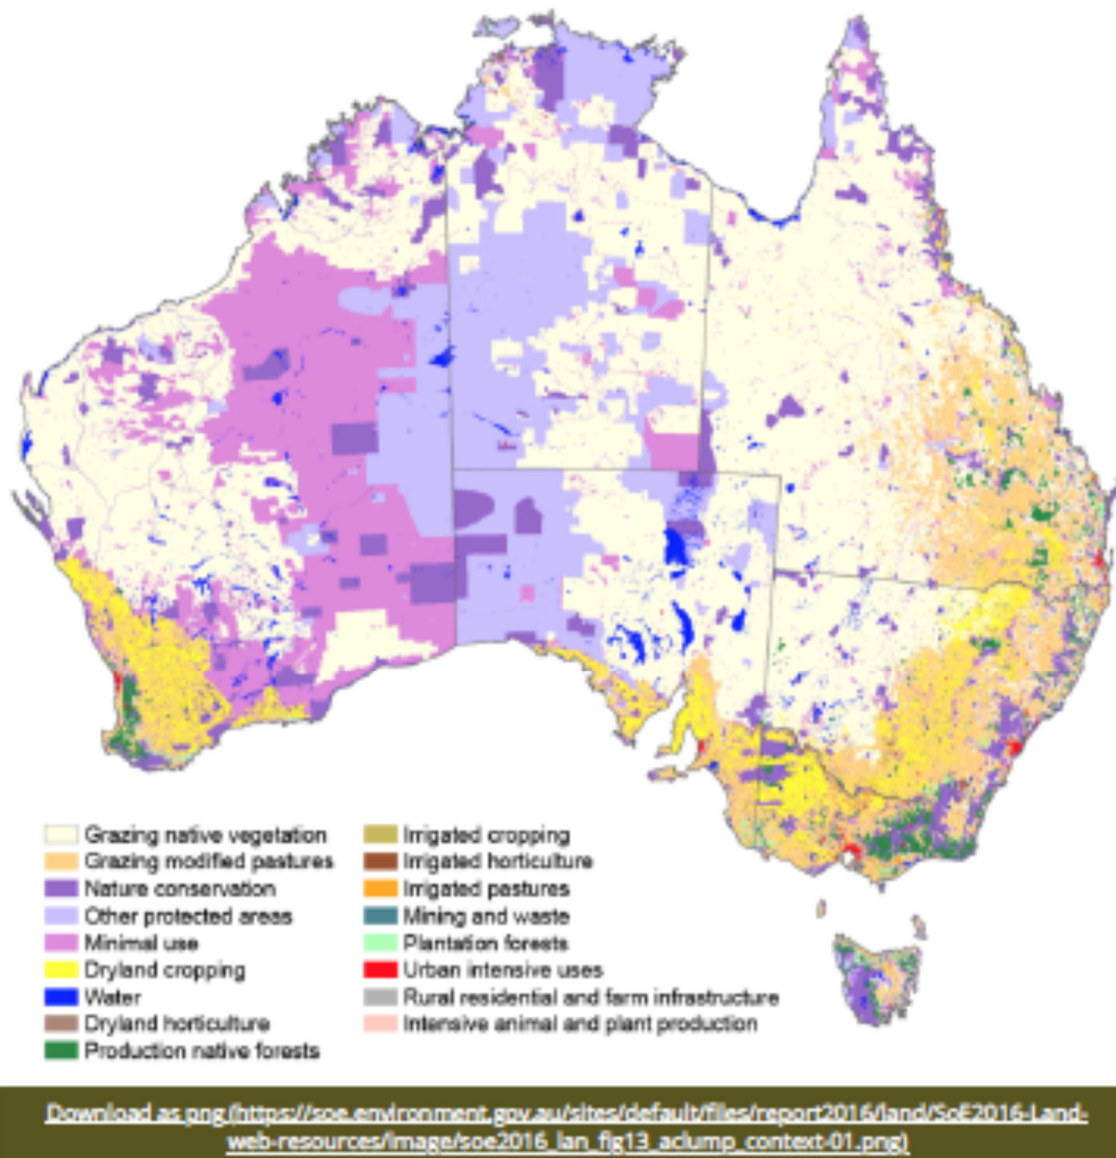 Grazing native vegetation
Grazing modified pastures
Nature conservation
Other protected areas
Minimal use
Dryland cropping
Water
Dryland horticulture
Production native forests
Irrigated cropping
Irrigated horticulture
Irrigated pastures
Mining and waste
Plantation forests
Urban intensive uses
Rural residential and farm infrastructure
Intensive animal and plant production
Download as png (https://soe.environment.gov.au/sites/default/files/report2016/land/SoE2016-Land-
web-resources/image/soe2016_lan_fig13_aclump_context-01.png)